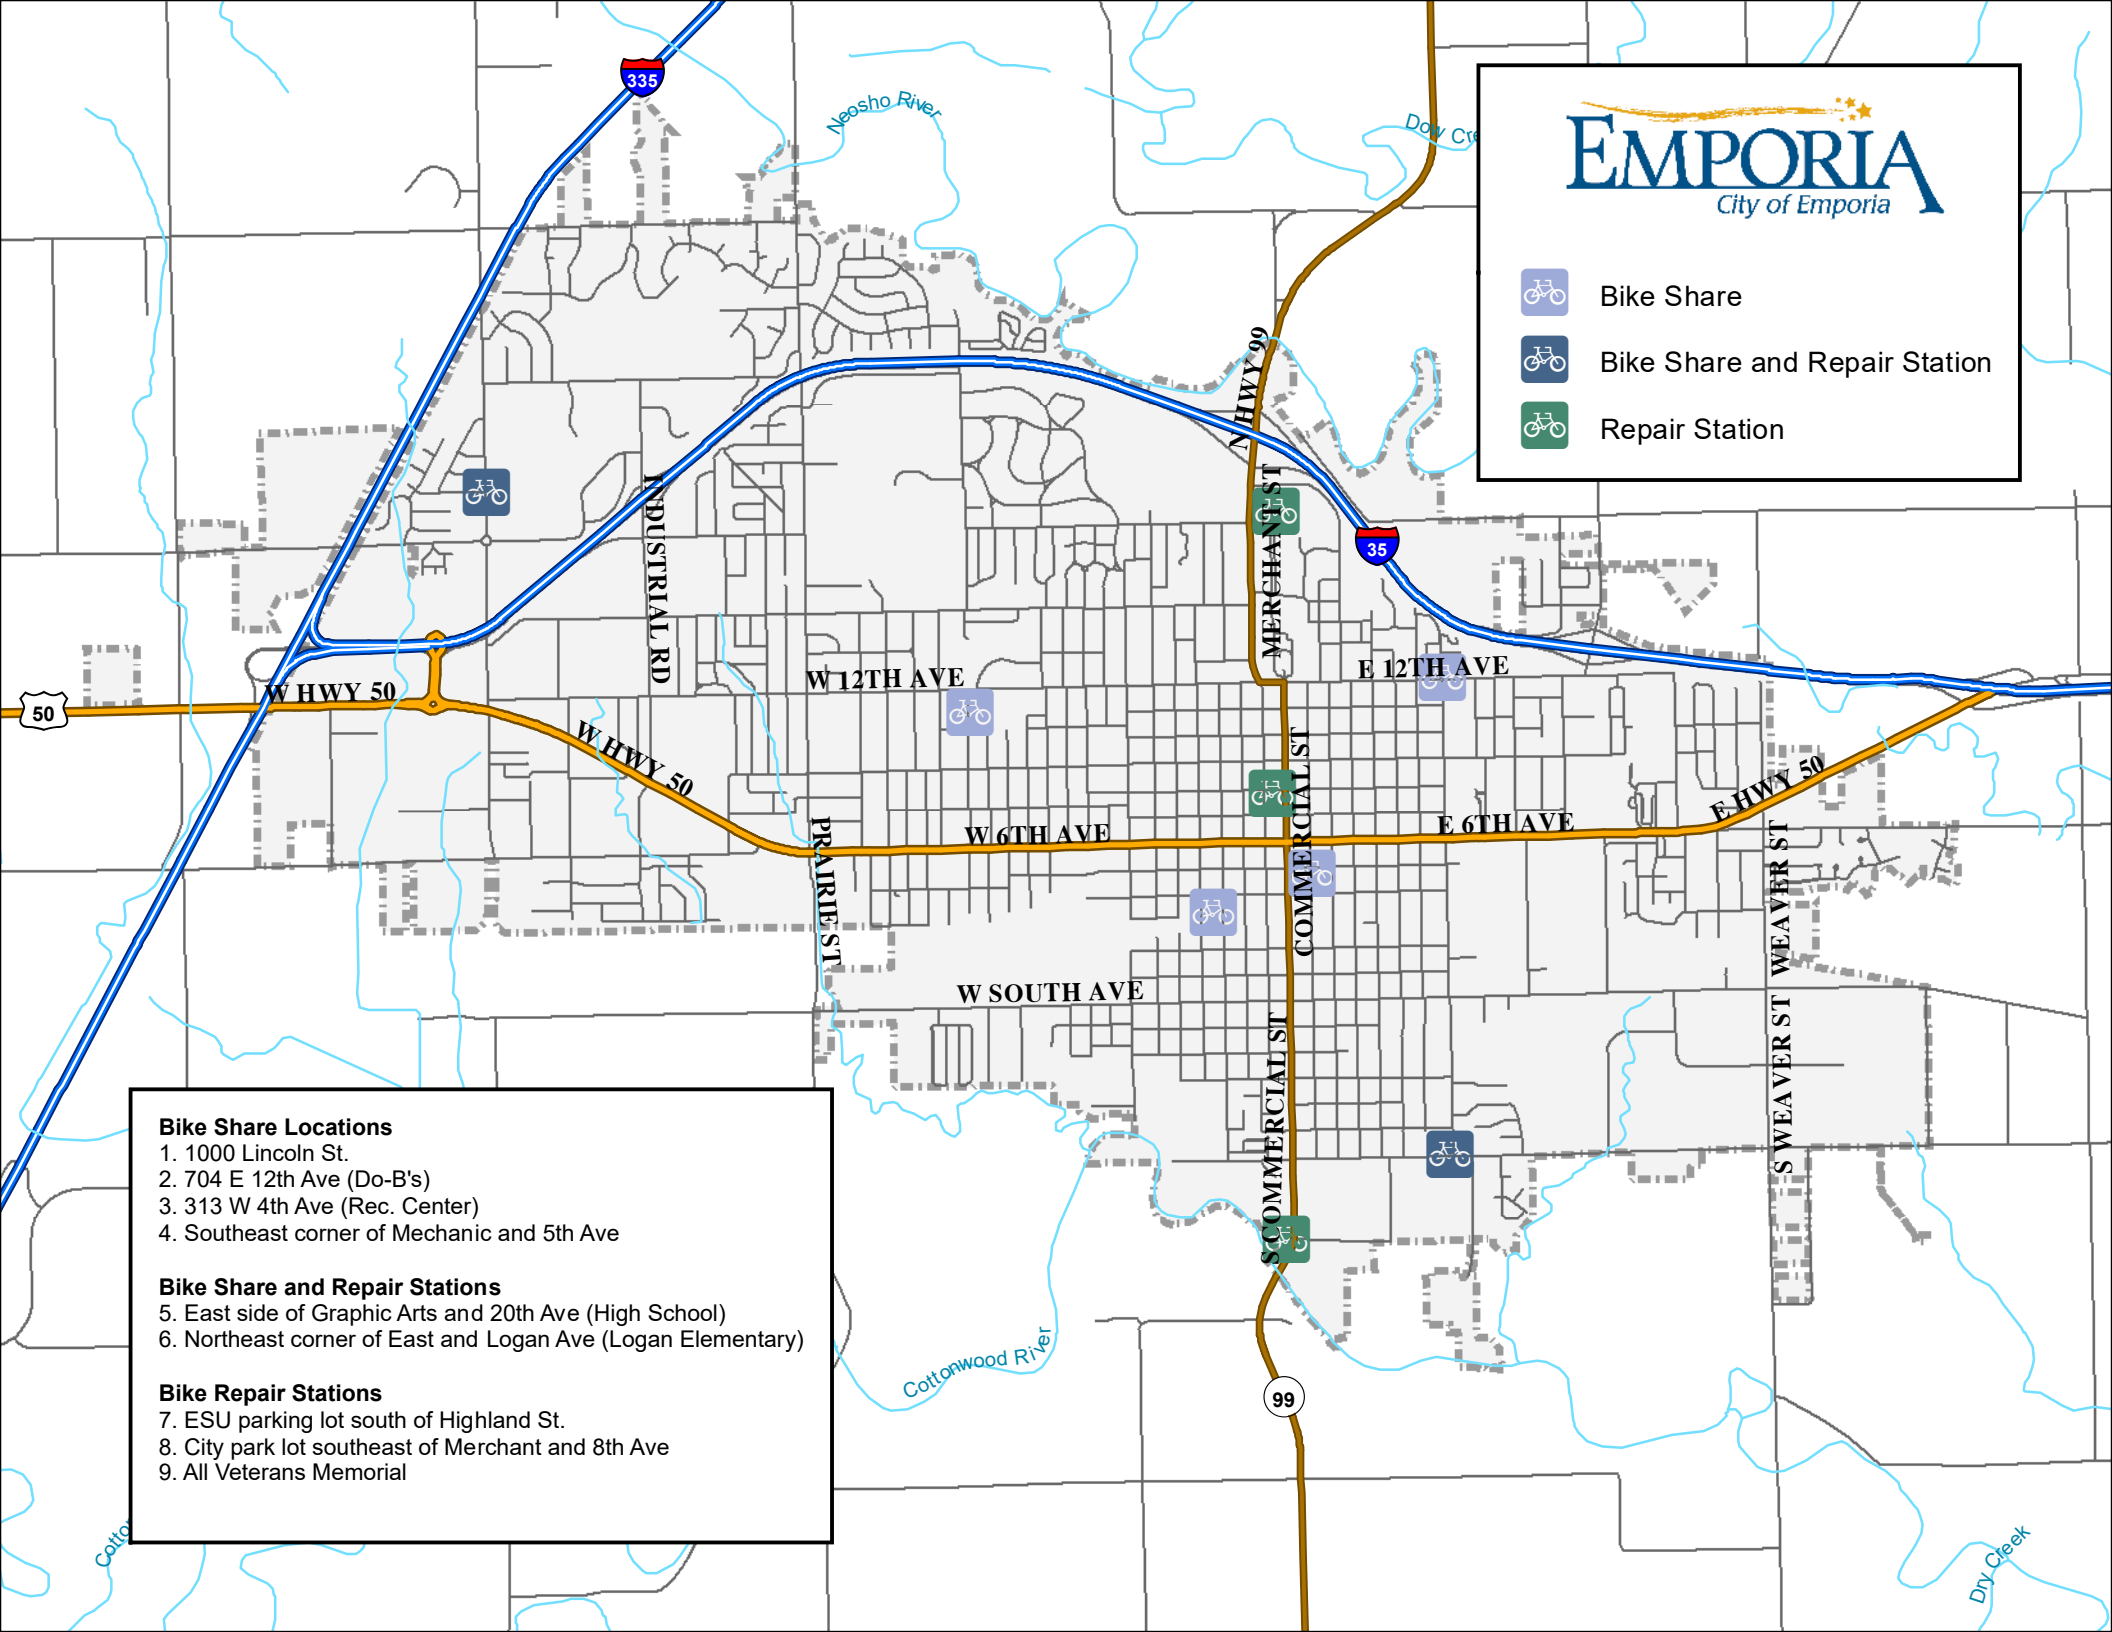 335
Neosho River
Dow Cre
EMPORIA
City of Emporia
Bike Share
Bike Share and Repair Station
Repair Station
N HWY 99
MERCHANT ST
35
INDUSTRIAL RD
W 12TH AVE
E 12TH AVE
50
W HWY 50
W HWY 50
E HWY 50
COMMERCIAL ST
W 6TH AVE
E 6TH AVE
PRAIRIE ST
WEAVER ST
W SOUTH AVE
S COMMERCIAL ST
S WEAVER ST
Bike Share Locations
1. 1000 Lincoln St.
2. 704 E 12th Ave (Do-B's)
3. 313 W 4th Ave (Rec. Center)
4. Southeast corner of Mechanic and 5th Ave
Bike Share and Repair Stations
5. East side of Graphic Arts and 20th Ave (High School)
6. Northeast corner of East and Logan Ave (Logan Elementary)
Bike Repair Stations
7. ESU parking lot south of Highland St.
8. City park lot southeast of Merchant and 8th Ave
9. All Veterans Memorial
Cottonwood River
99
Cotto
Dry Creek